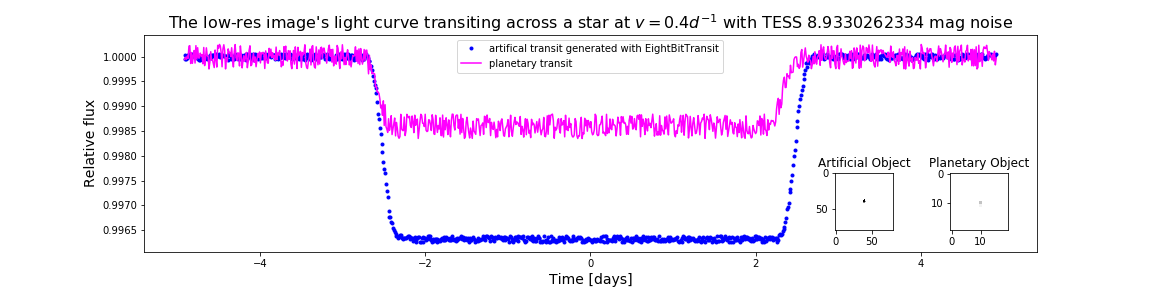 The low-res image's light curve transiting across a star at v = 0.4d⁻¹ with TESS 8.9330262334 mag noise
artifical transit generated with EightBitTransit
planetary transit
Relative flux
1.0000
0.9995
0.9990
0.9985
0.9980
0.9975
0.9970
0.9965
Artificial Object
0
50
0 50
Planetary Object
0
10
0 10
−4 −2 0 2 4
Time [days]